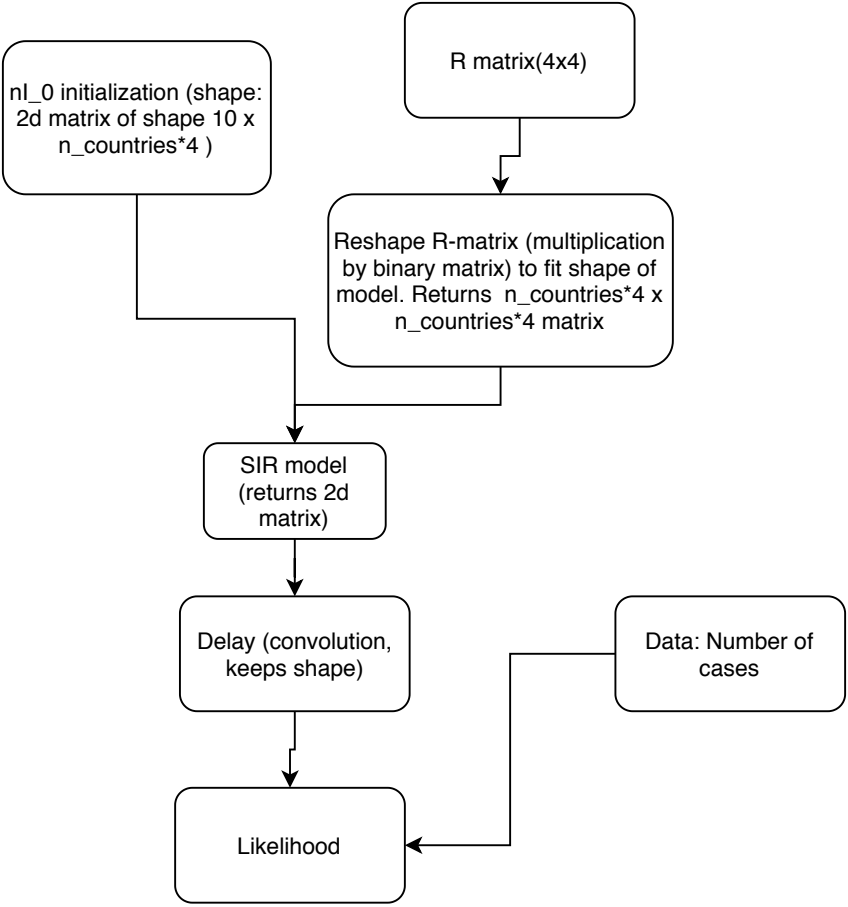 R matrix(4x4)
nI_0 initialization (shape:
2d matrix of shape 10 x
n_countries*4 )
Reshape R-matrix (multiplication
by binary matrix) to fit shape of
model. Returns  n_countries*4 x
n_countries*4 matrix
SIR model
(returns 2d
matrix)
Delay (convolution,
keeps shape)
Data: Number of
cases
Likelihood